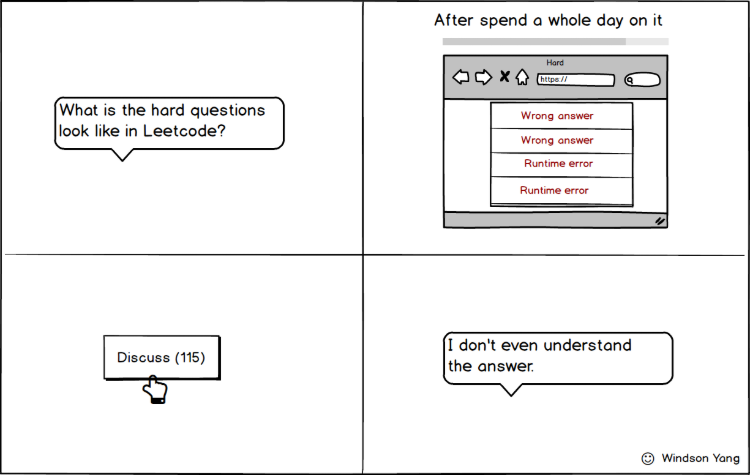 What is the hard questions
look like in Leetcode?
After spend a whole day on it
Hard
https://
Wrong answer
Wrong answer
Runtime error
Runtime error
Discuss (115)
I don't even understand
the answer.
Windson Yang